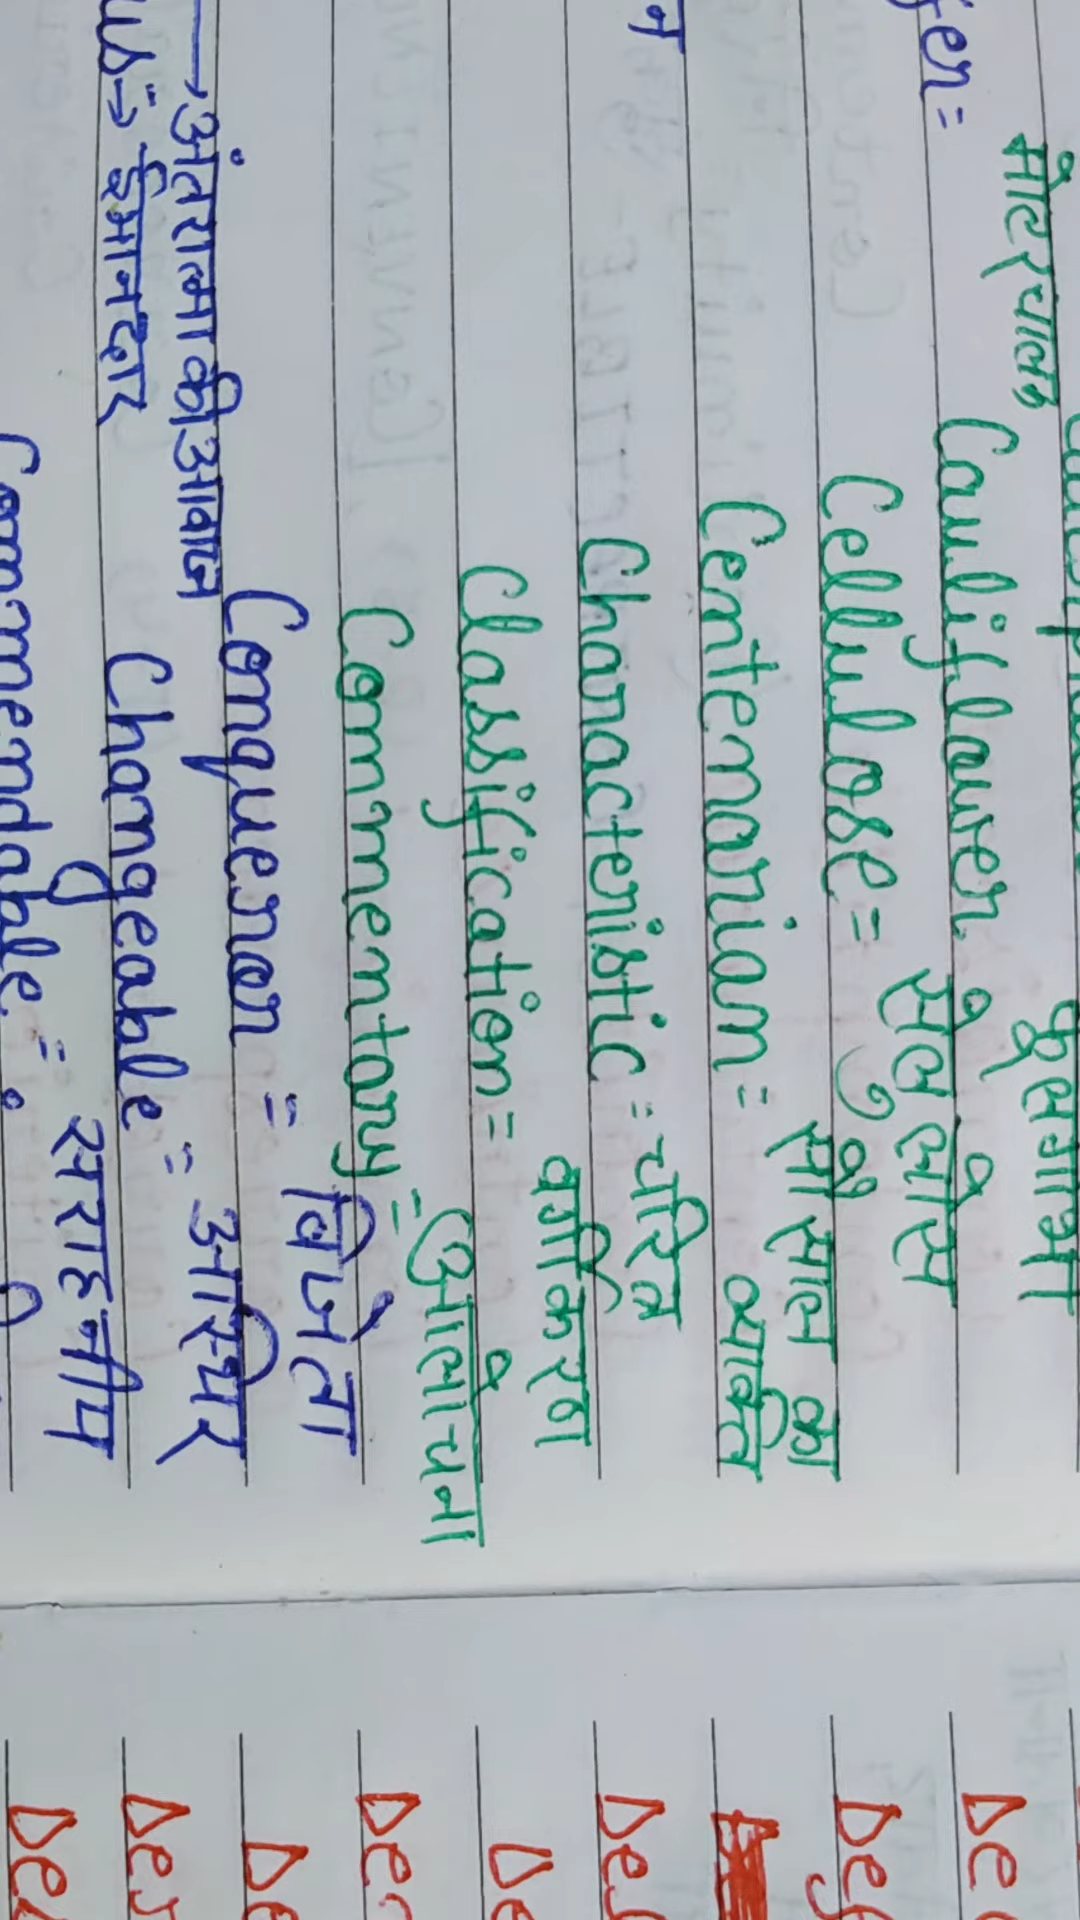 मोटरचालक
Cauliflower = फूलगोभी
Cellulose = सेलुलोस
Centenarian = सौ साल का व्यक्ति
Characteristic = चरित
Classification = वर्गीकरण
Commentary = आलोचना
Conqueror = विजेता
→ अंतरात्मा की आवाज
Changeable = अस्थिर
→ ईमानदार
Commendable = सराहनीय